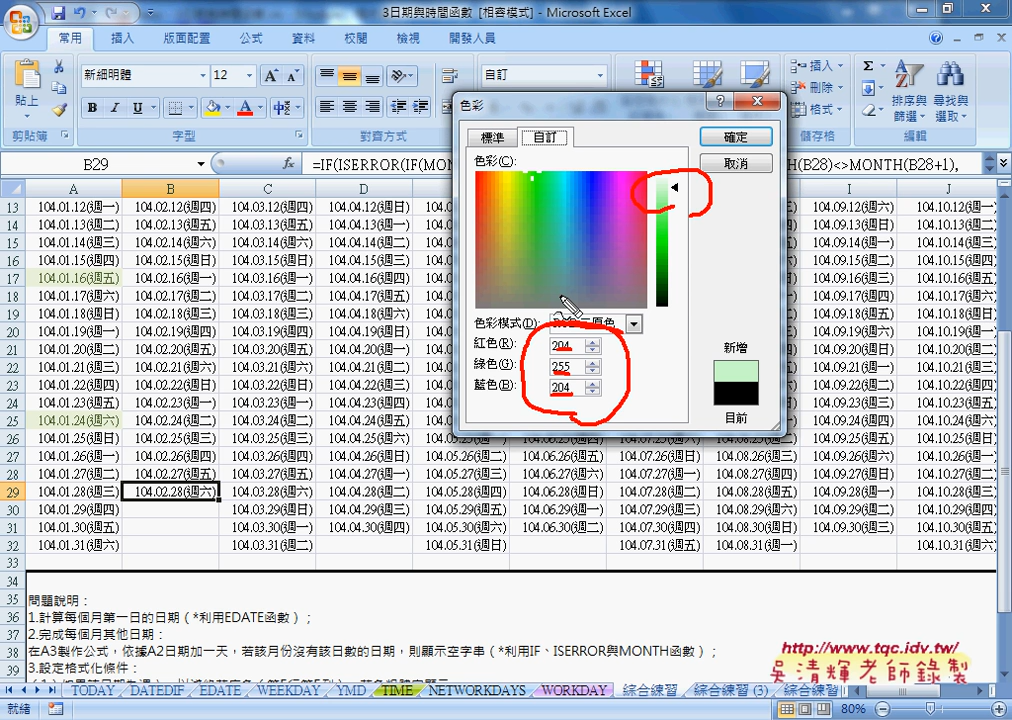 3日期與時間函數 [相容模式] - Microsoft Excel
常用 插入 版面配置 公式 資料 校閱 檢視 開發人員
新細明體 12 自訂 插入 Σ
貼上 B I U A 中 刪除 格式 排序與篩選 尋找與選取
剪貼簿 字型 對齊方式 儲存格 編輯
B29 fx =IF(ISERROR(IF(MON H(B28)<>MONTH(B28+1),
色彩
標準 自訂 確定
色彩(C): 取消
色彩模式(D):
紅色(R): 204
綠色(G): 255
藍色(B): 204
新增
目前
A B C D I J
13 104.01.12(週一) 104.02.12(週四) 104.03.12(週四) 104.04.12(週日) 104.09.12(週六) 104.10.12(週一)
14 104.01.13(週二) 104.02.13(週五) 104.03.13(週五) 104.04.13(週一) 104.09.13(週日) 104.10.13(週二)
15 104.01.14(週三) 104.02.14(週六) 104.03.14(週六) 104.04.14(週二) 104.09.14(週一) 104.10.14(週三)
16 104.01.15(週四) 104.02.15(週日) 104.03.15(週日) 104.04.15(週三) 104.09.15(週二) 104.10.15(週四)
17 104.01.16(週五) 104.02.16(週一) 104.03.16(週一) 104.04.16(週四) 104.09.16(週三) 104.10.16(週五)
18 104.01.17(週六) 104.02.17(週二) 104.03.17(週二) 104.04.17(週五) 104.09.17(週四) 104.10.17(週六)
19 104.01.18(週日) 104.02.18(週三) 104.03.18(週三) 104.04.18(週六) 104.09.18(週五) 104.10.18(週日)
20 104.01.19(週一) 104.02.19(週四) 104.03.19(週四) 104.04.19(週日) 104.09.19(週六) 104.10.19(週一)
21 104.01.20(週二) 104.02.20(週五) 104.03.20(週五) 104.04.20(週一) 104.09.20(週日) 104.10.20(週二)
22 104.01.21(週三) 104.02.21(週六) 104.03.21(週六) 104.04.21(週二) 104.09.21(週一) 104.10.21(週三)
23 104.01.22(週四) 104.02.22(週日) 104.03.22(週日) 104.04.22(週三) 104.09.22(週二) 104.10.22(週四)
24 104.01.23(週五) 104.02.23(週一) 104.03.23(週一) 104.04.23(週四) 104.09.23(週三) 104.10.23(週五)
25 104.01.24(週六) 104.02.24(週二) 104.03.24(週二) 104.04.24(週五) 104.09.24(週四) 104.10.24(週六)
26 104.01.25(週日) 104.02.25(週三) 104.03.25(週三) 104.04.25(週六) 104.09.25(週五) 104.10.25(週日)
27 104.01.26(週一) 104.02.26(週四) 104.03.26(週四) 104.04.26(週日) 104.05.26(週二) 104.06.26(週五) 104.07.26(週日) 104.08.26(週三) 104.09.26(週六) 104.10.26(週一)
28 104.01.27(週二) 104.02.27(週五) 104.03.27(週五) 104.04.27(週一) 104.05.27(週三) 104.06.27(週六) 104.07.27(週一) 104.08.27(週四) 104.09.27(週日) 104.10.27(週二)
29 104.01.28(週三) 104.02.28(週六) 104.03.28(週六) 104.04.28(週二) 104.05.28(週四) 104.06.28(週日) 104.07.28(週二) 104.08.28(週五) 104.09.28(週一) 104.10.28(週三)
30 104.01.29(週四) 104.03.29(週日) 104.04.29(週三) 104.05.29(週五) 104.06.29(週一) 104.07.29(週三) 104.08.29(週六) 104.09.29(週二) 104.10.29(週四)
31 104.01.30(週五) 104.03.30(週一) 104.04.30(週四) 104.05.30(週六) 104.06.30(週二) 104.07.30(週四) 104.08.30(週日) 104.09.30(週三) 104.10.30(週五)
32 104.01.31(週六) 104.03.31(週二) 104.05.31(週日) 104.07.31(週五) 104.08.31(週一) 104.10.31(週六)
33
34
35 問題說明：
36 1.計算每個月第一日的日期（*利用EDATE函數）；
37 2.完成每個月其他日期：
38 在A3製作公式，依據A2日期加一天，若該月份沒有該日數的日期，則顯示空字串（*利用IF、ISERROR與MONTH函數）；
39 3.設定格式化條件：
http://www.tqc.idv.tw/
吳清輝老師錄製
TODAY DATEDIF EDATE WEEKDAY YMD TIME NETWORKDAYS WORKDAY 綜合練習 綜合練習 (3) 綜合練習
就緒 80%